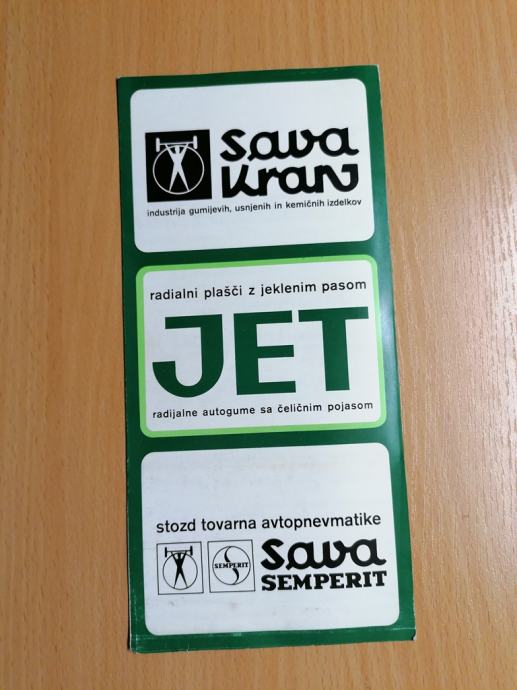 sava
kranj
industrija gumijevih, usnjenih in kemičnih izdelkov
radialni plašči z jeklenim pasom
JET
radijalne autogume sa čeličnim pojasom
stozd tovarna avtopnevmatike
SEMPERIT
sava
SEMPERIT